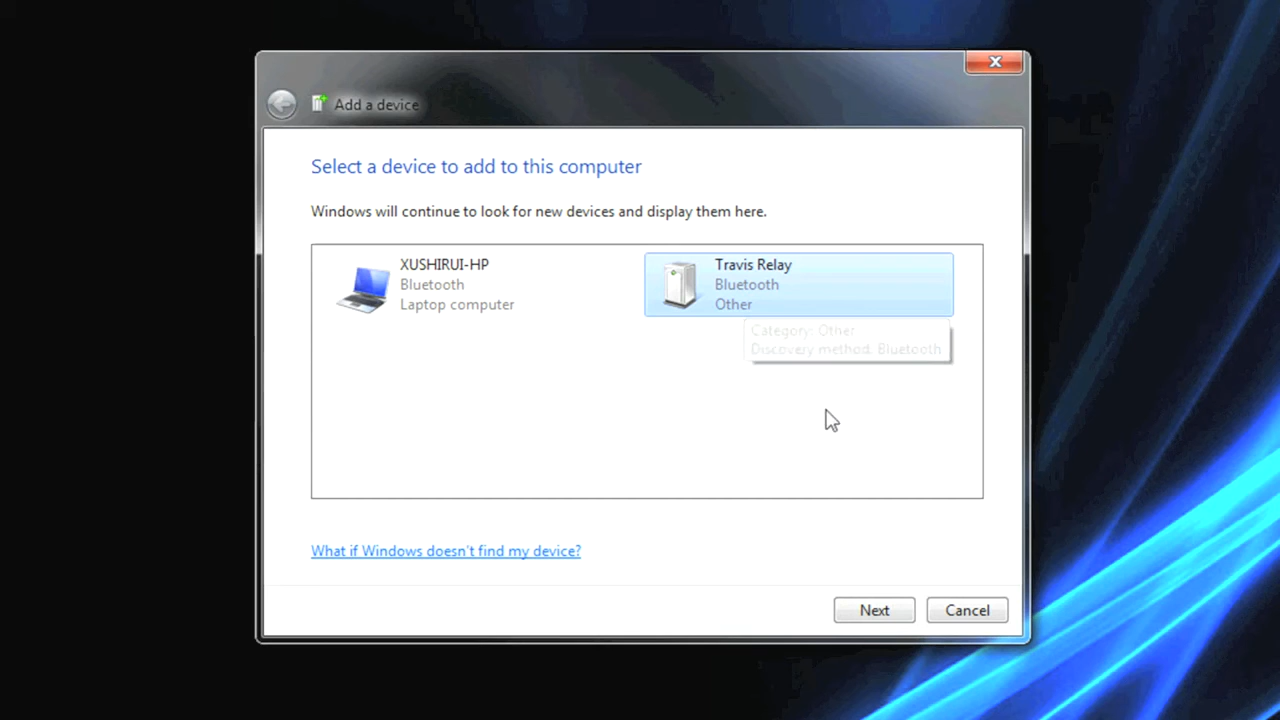 Add a device
Select a device to add to this computer
Windows will continue to look for new devices and display them here.
XUSHIRUI-HP
Bluetooth
Laptop computer
Travis Relay
Bluetooth
Other
Category: Other
Discovery method: Bluetooth
What if Windows doesn't find my device?
Next
Cancel